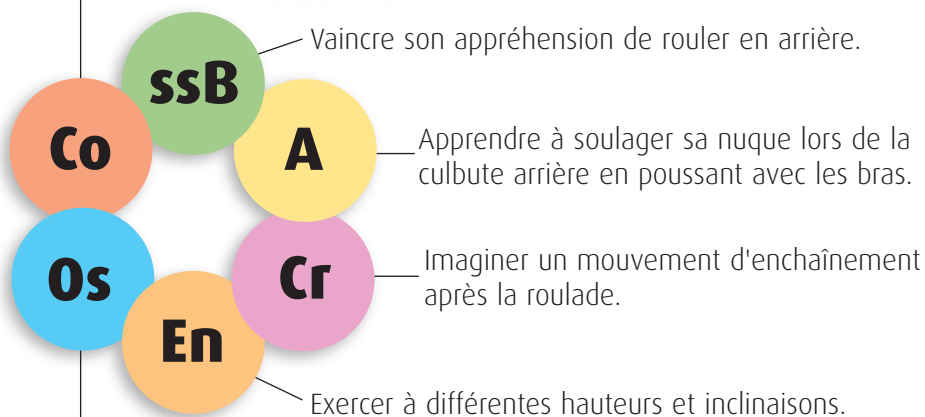 ssB
Vaincre son appréhension de rouler en arrière.
Co
A
Apprendre à soulager sa nuque lors de la
culbute arrière en poussant avec les bras.
Os
Cr
Imaginer un mouvement d'enchaînement
après la roulade.
En
Exercer à différentes hauteurs et inclinaisons.